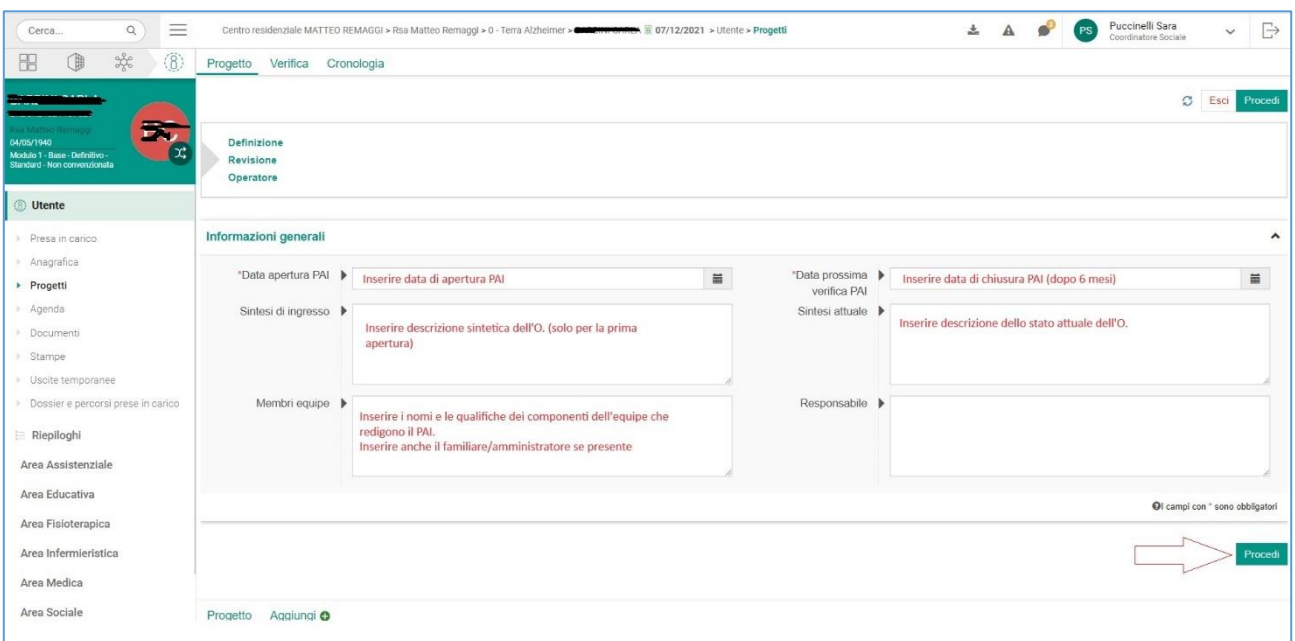 Cerca...
Centro residenziale MATTEO REMAGGI > Rsa Matteo Remaggi > 0 - Terra Alzheimer > 07/12/2021 > Utente > Progetti
PS
Puccinelli Sara
Coordinatore Sociale
Progetto Verifica Cronologia
Rsa Matteo Remaggi
04/05/1940
Modulo 1 - Base - Definitivo -
Standard - Non convenzionata
Esci Procedi
Definizione
Revisione
Operatore
Utente
Presa in carico
Anagrafica
Progetti
Agenda
Documenti
Stampe
Uscite temporanee
Dossier e percorsi prese in carico
Riepiloghi
Area Assistenziale
Area Educativa
Area Fisioterapica
Area Infermieristica
Area Medica
Area Sociale
Informazioni generali
*Data apertura PAI
Inserire data di apertura PAI
*Data prossima
verifica PAI
Inserire data di chiusura PAI (dopo 6 mesi)
Sintesi di ingresso
Inserire descrizione sintetica dell'O. (solo per la prima
apertura)
Sintesi attuale
Inserire descrizione dello stato attuale dell'O.
Membri equipe
Inserire i nomi e le qualifiche dei componenti dell'equipe che
redigono il PAI.
Inserire anche il familiare/amministratore se presente
Responsabile
I campi con * sono obbligatori
Procedi
Progetto Aggiungi